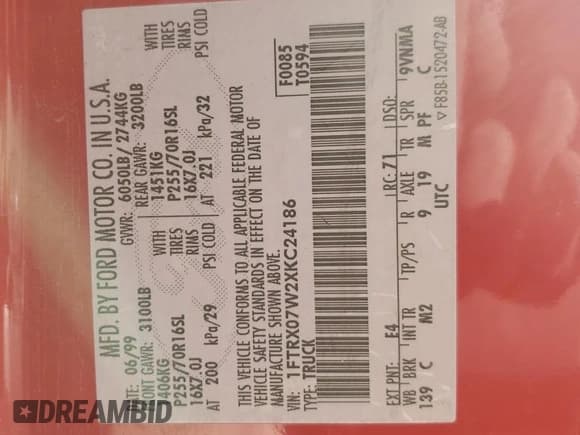 MFD. BY FORD MOTOR CO. IN U.S.A.
DATE: 06/99 GVWR: 6050LB/ 2744KG
FRONT GAWR: 3100LB REAR GAWR: 3200LB
1406KG WITH 1451KG WITH
P255/70R16SL TIRES P255/70R16SL TIRES
16X7.0J RIMS 16X7.0J RIMS
AT 200 kPa/29 PSI COLD AT 221 kPa/32 PSI COLD
THIS VEHICLE CONFORMS TO ALL APPLICABLE FEDERAL MOTOR
VEHICLE SAFETY STANDARDS IN EFFECT ON THE DATE OF
MANUFACTURE SHOWN ABOVE.
VIN: 1FTRX07W2XKC24186
TYPE: TRUCK
F0085
T0594
EXT PNT: E4 RC: 71 DSO:
WB BRK INT TR TP/PS R AXLE TR SPR 9VNMA
139 C M2 9 19 M PF C
UTC
▽ F85B-1520472-AB
DREAMBID